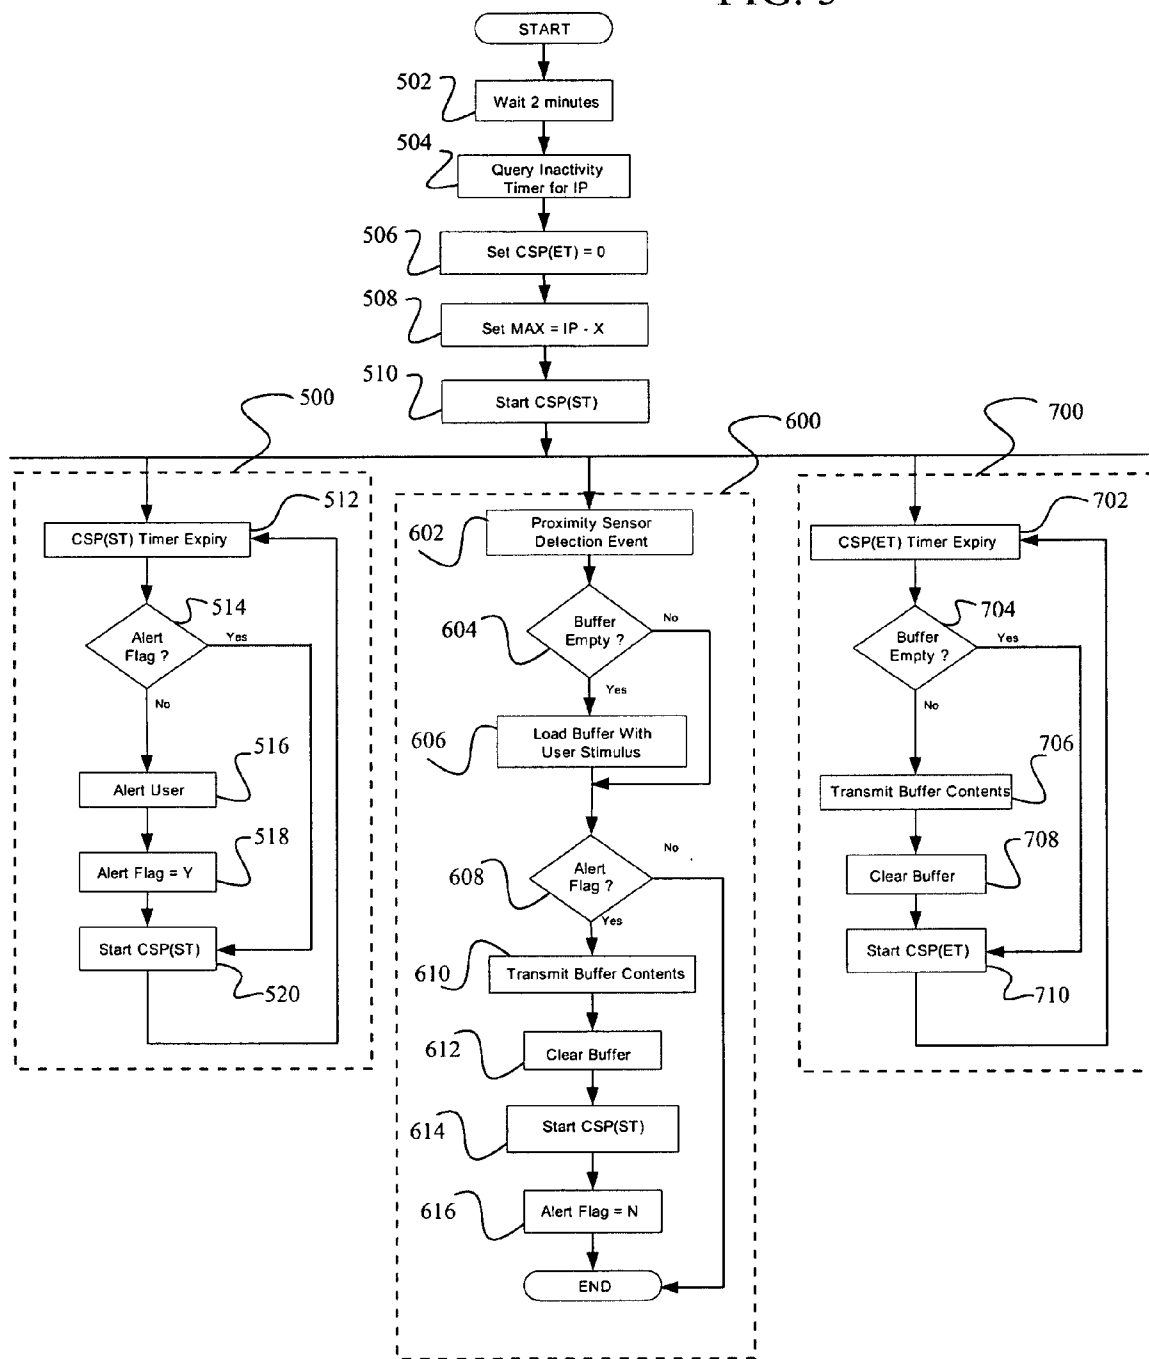 START
502
Wait 2 minutes
504
Query Inactivity
Timer for IP
506
Set CSP(ET) = 0
508
Set MAX = IP - X
510
Start CSP(ST)
500
512
CSP(ST) Timer Expiry
514
Alert
Flag ?
Yes
No
516
Alert User
518
Alert Flag = Y
Start CSP(ST)
520
600
602
Proximity Sensor
Detection Event
604
Buffer
Empty ?
No
Yes
606
Load Buffer With
User Stimulus
No
608
Alert
Flag ?
Yes
610
Transmit Buffer Contents
612
Clear Buffer
614
Start CSP(ST)
616
Alert Flag = N
END
700
702
CSP(ET) Timer Expiry
704
Buffer
Empty ?
Yes
No
706
Transmit Buffer Contents
708
Clear Buffer
Start CSP(ET)
710